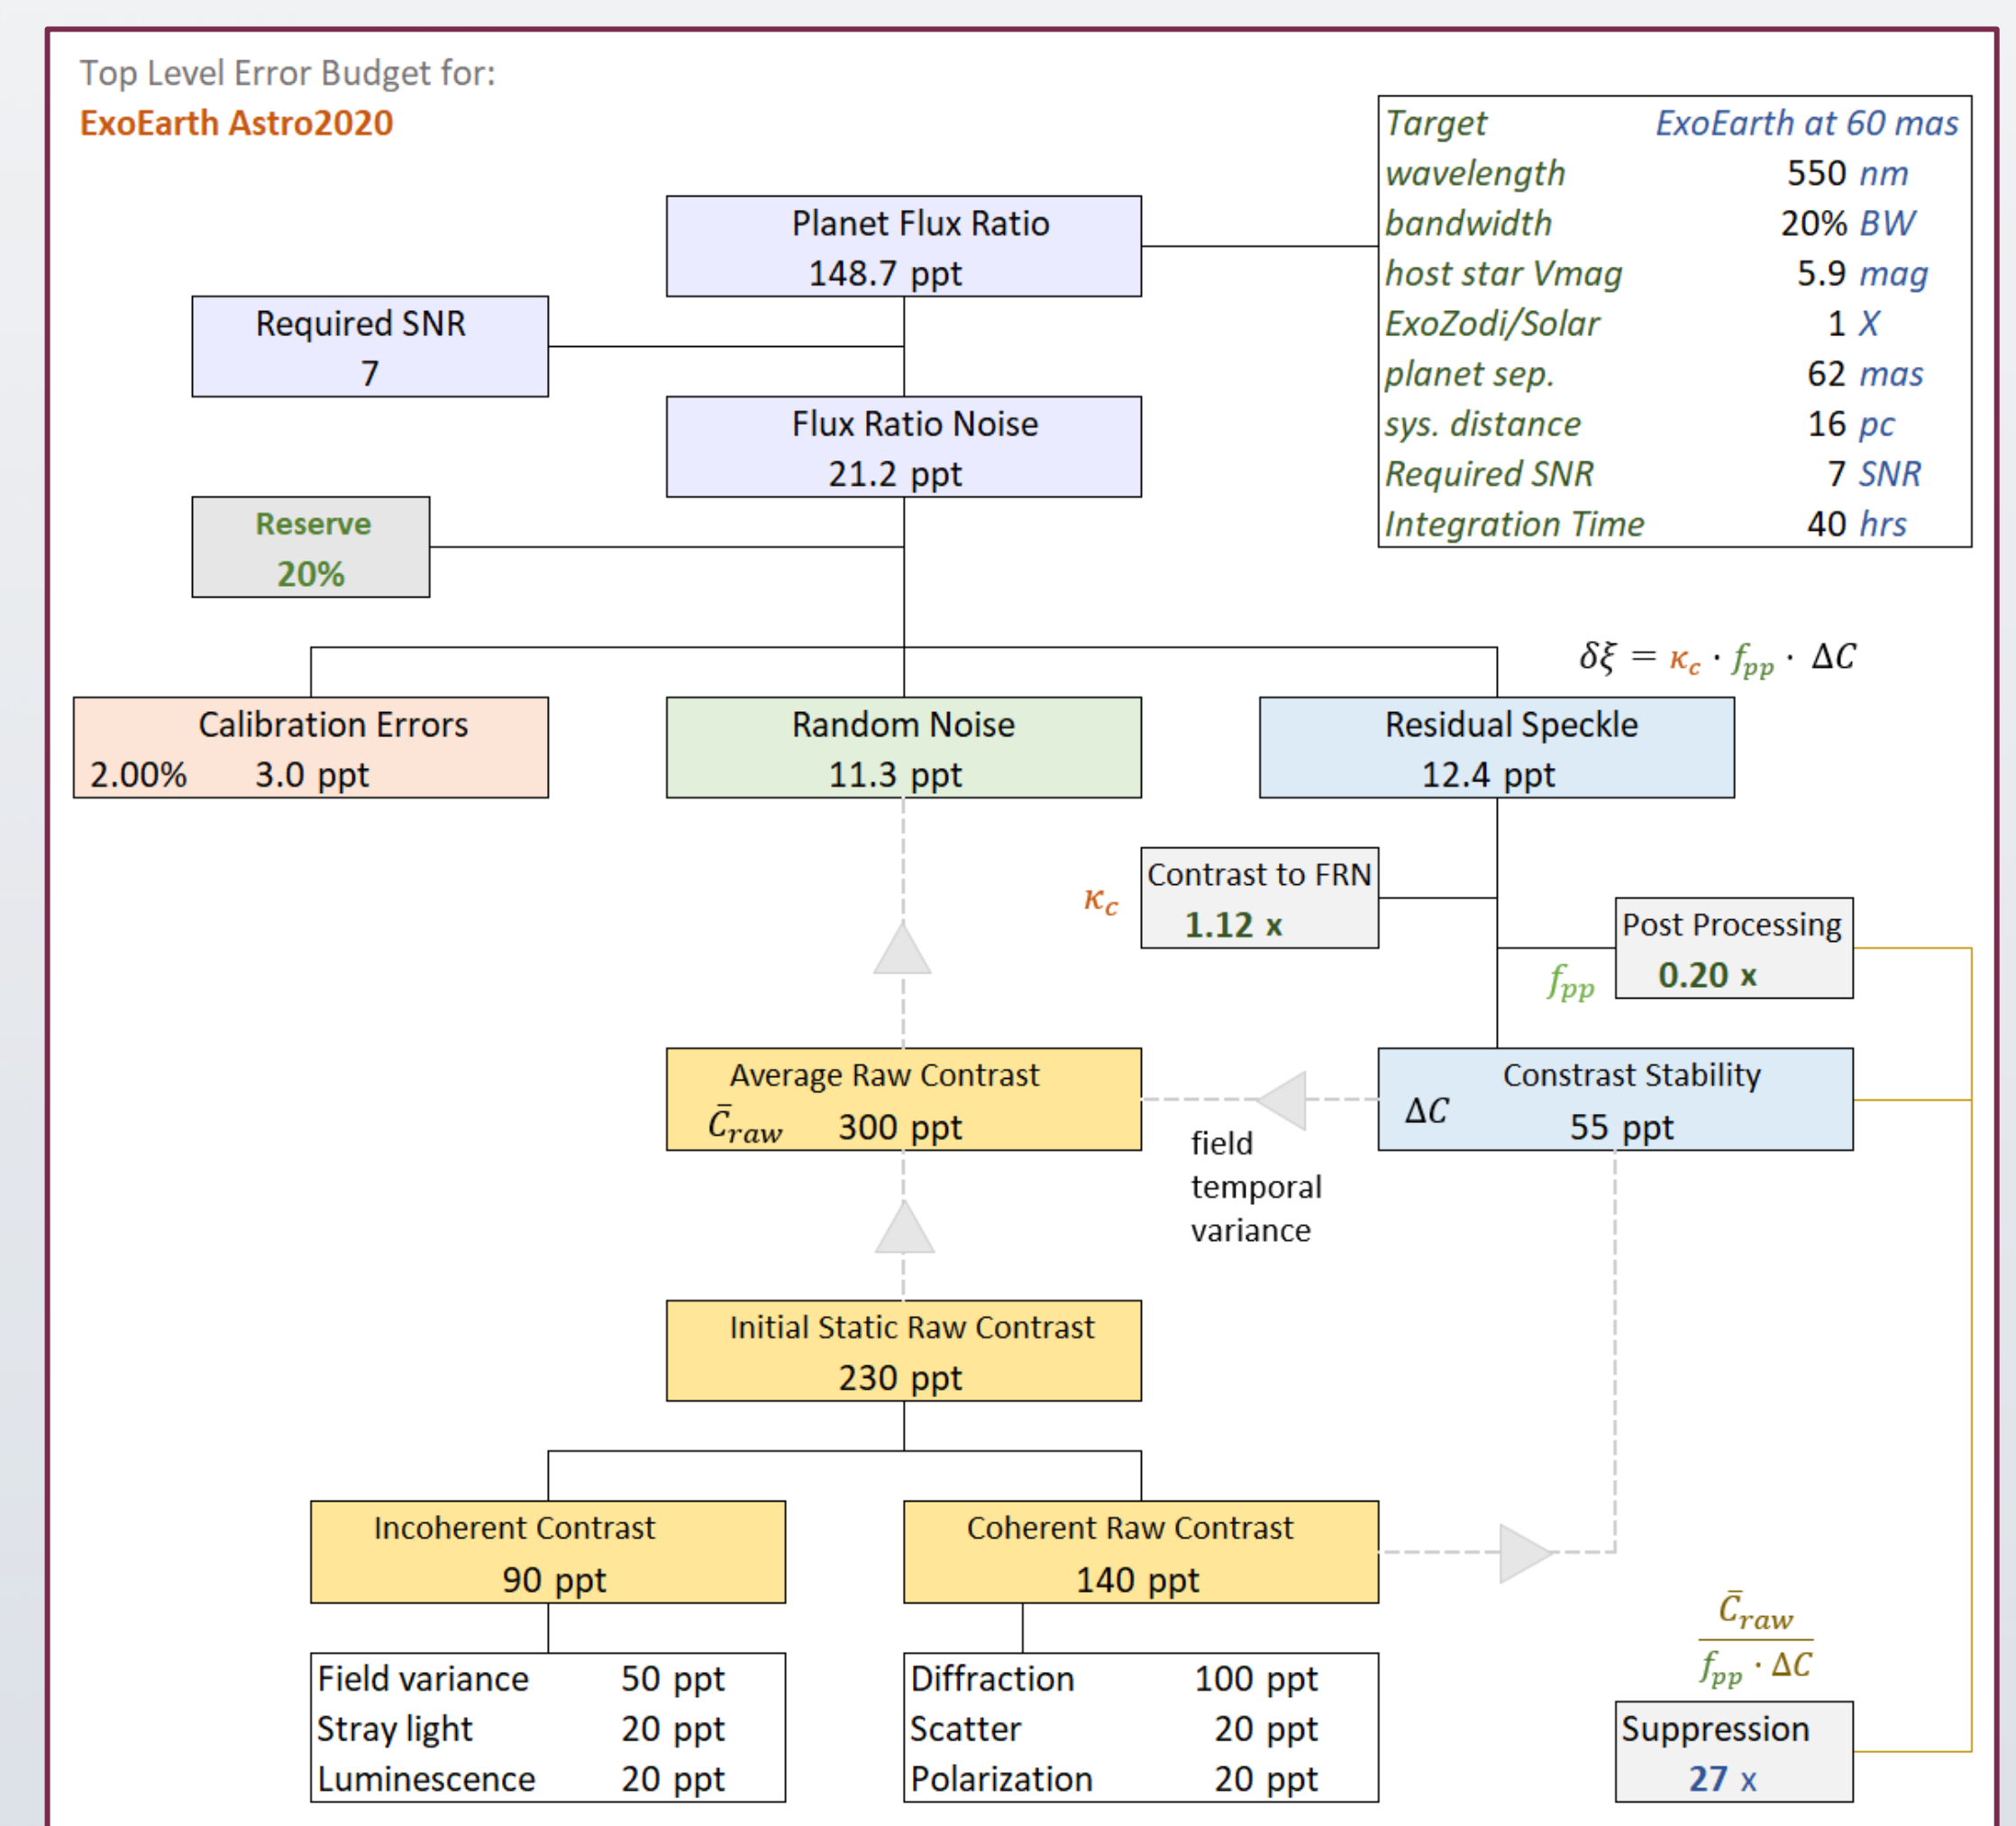 Top Level Error Budget for:
ExoEarth Astro2020
Target ExoEarth at 60 mas
wavelength 550 nm
bandwidth 20% BW
host star Vmag 5.9 mag
ExoZodi/Solar 1 X
planet sep. 62 mas
sys. distance 16 pc
Required SNR 7 SNR
Integration Time 40 hrs
Planet Flux Ratio
148.7 ppt
Required SNR
7
Flux Ratio Noise
21.2 ppt
Reserve
20%
δξ = κ_c · f_pp · ΔC
Calibration Errors
2.00% 3.0 ppt
Random Noise
11.3 ppt
Residual Speckle
12.4 ppt
κ_c
Contrast to FRN
1.12 x
Post Processing
0.20 x
f_pp
Average Raw Contrast
C̄_raw 300 ppt
Constrast Stability
ΔC 55 ppt
field
temporal
variance
Initial Static Raw Contrast
230 ppt
Incoherent Contrast
90 ppt
Coherent Raw Contrast
140 ppt
Field variance 50 ppt
Stray light 20 ppt
Luminescence 20 ppt
Diffraction 100 ppt
Scatter 20 ppt
Polarization 20 ppt
C̄_raw
f_pp · ΔC
Suppression
27 x